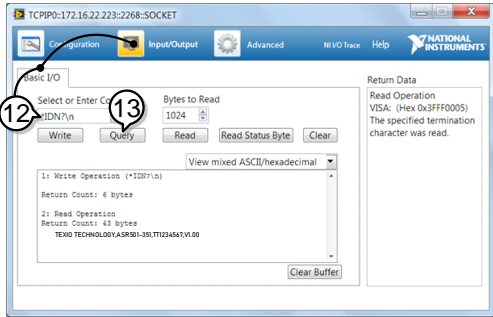 TCPIP0::172.16.22.223::2268::SOCKET
Configuration
Input/Output
Advanced
NI I/O Trace
Help
NATIONAL
INSTRUMENTS
Basic I/O
Return Data
12
13
Select or Enter Co
Bytes to Read
*IDN?\n
1024
Write
Query
Read
Read Status Byte
Clear
Read Operation
VISA: (Hex 0x3FFF0005)
The specified termination
character was read.
View mixed ASCII/hexadecimal
1: Write Operation (*IDN?\n)
Return Count: 6 bytes
2: Read Operation
Return Count: 43 bytes
TEXIO TECHNOLOGY,ASR501-351,TT1234567,V1.00
Clear Buffer